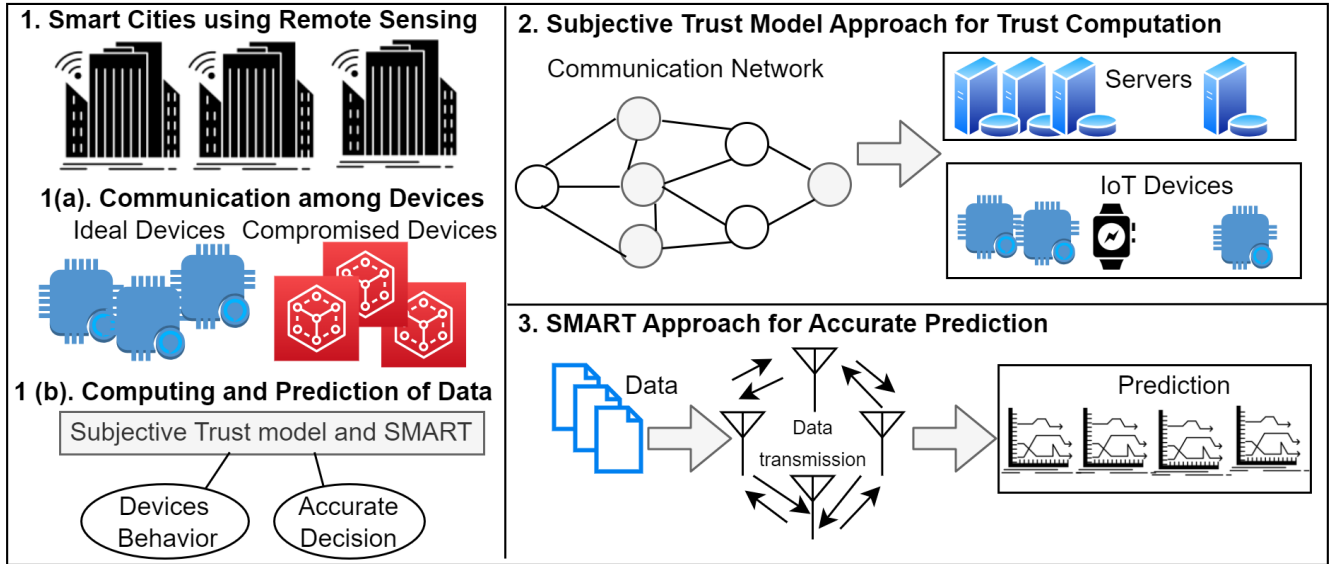 1. Smart Cities using Remote Sensing
1(a). Communication among Devices
Ideal Devices
Compromised Devices
1 (b). Computing and Prediction of Data
Subjective Trust model and SMART
Devices
Behavior
Accurate
Decision
2. Subjective Trust Model Approach for Trust Computation
Communication Network
Servers
IoT Devices
3. SMART Approach for Accurate Prediction
Data
Data
transmission
Prediction